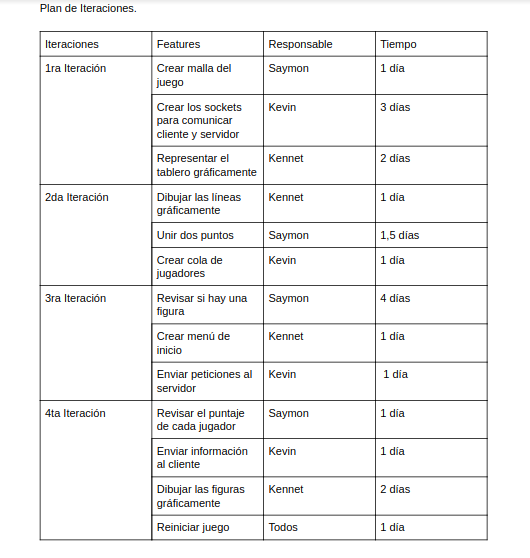 Plan de Iteraciones.
Iteraciones Features Responsable Tiempo
1ra Iteración Crear malla del Saymon 1 día
juego
Crear los sockets Kevin 3 días
para comunicar
cliente y servidor
Representar el Kennet 2 días
tablero gráficamente
2da Iteración Dibujar las líneas Kennet 1 día
gráficamente
Unir dos puntos Saymon 1,5 días
Crear cola de Kevin 1 día
jugadores
3ra Iteración Revisar si hay una Saymon 4 días
figura
Crear menú de Kennet 1 día
inicio
Enviar peticiones al Kevin 1 día
servidor
4ta Iteración Revisar el puntaje Saymon 1 día
de cada jugador
Enviar información Kevin 1 día
al cliente
Dibujar las figuras Kennet 2 días
gráficamente
Reiniciar juego Todos 1 día